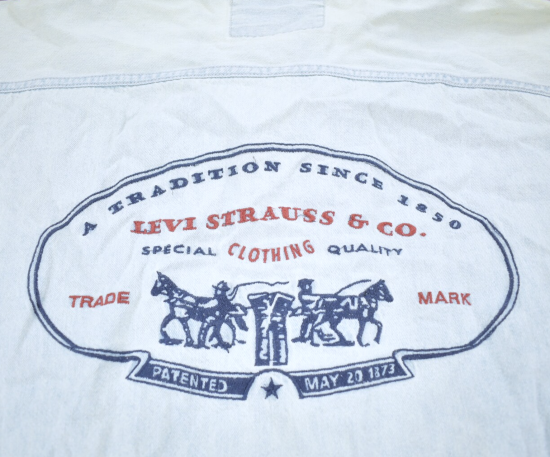 A TRADITION SINCE 1850
LEVI STRAUSS & CO.
SPECIAL CLOTHING QUALITY
TRADE MARK
PATENTED MAY 20 1873